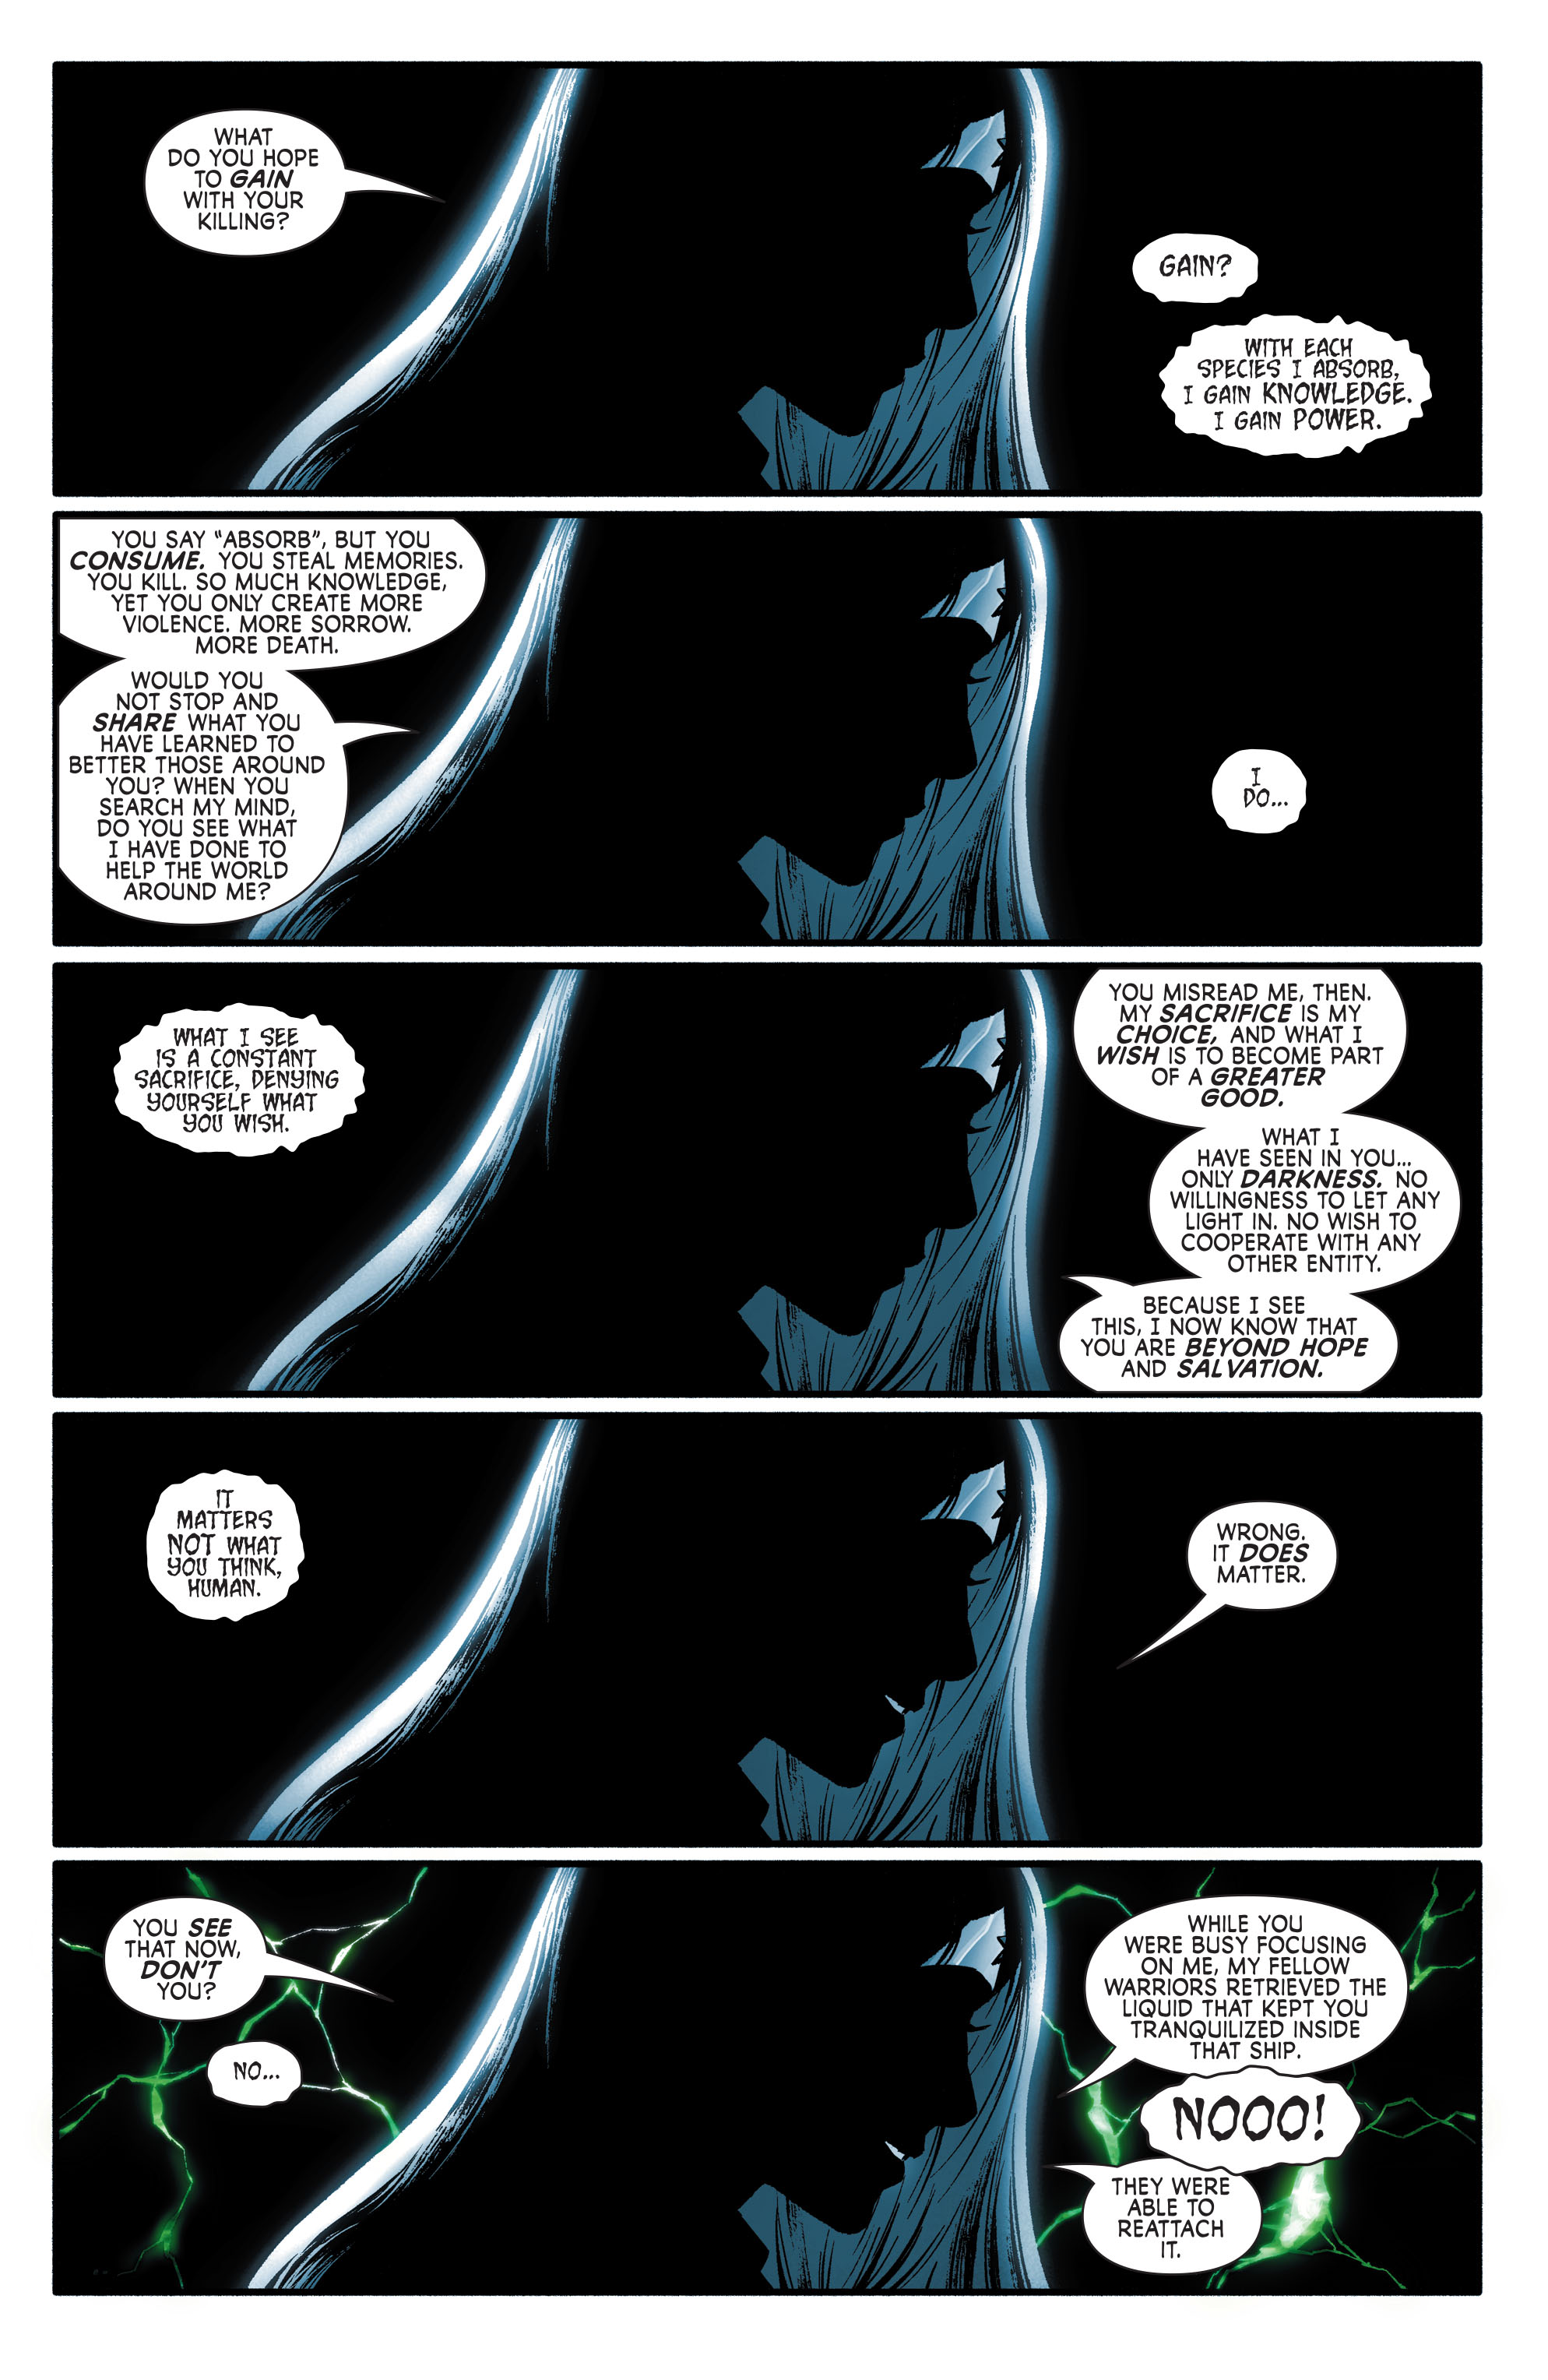 WHAT
DO YOU HOPE
TO GAIN
WITH YOUR
KILLING?
GAIN?
WITH EACH
SPECIES I ABSORB,
I GAIN KNOWLEDGE.
I GAIN POWER.
YOU SAY “ABSORB”, BUT YOU
CONSUME. YOU STEAL MEMORIES.
YOU KILL. SO MUCH KNOWLEDGE,
YET YOU ONLY CREATE MORE
VIOLENCE. MORE SORROW.
MORE DEATH.
WOULD YOU
NOT STOP AND
SHARE WHAT YOU
HAVE LEARNED TO
BETTER THOSE AROUND
YOU? WHEN YOU
SEARCH MY MIND,
DO YOU SEE WHAT
I HAVE DONE TO
HELP THE WORLD
AROUND ME?
I
DO...
WHAT I SEE
IS A CONSTANT
SACRIFICE, DENYING
YOURSELF WHAT
YOU WISH.
YOU MISREAD ME, THEN.
MY SACRIFICE IS MY
CHOICE, AND WHAT I
WISH IS TO BECOME PART
OF A GREATER
GOOD.
WHAT I
HAVE SEEN IN YOU...
ONLY DARKNESS. NO
WILLINGNESS TO LET ANY
LIGHT IN. NO WISH TO
COOPERATE WITH ANY
OTHER ENTITY.
BECAUSE I SEE
THIS, I NOW KNOW THAT
YOU ARE BEYOND HOPE
AND SALVATION.
IT
MATTERS
NOT WHAT
YOU THINK,
HUMAN.
WRONG.
IT DOES
MATTER.
YOU SEE
THAT NOW,
DON'T
YOU?
NO...
WHILE YOU
WERE BUSY FOCUSING
ON ME, MY FELLOW
WARRIORS RETRIEVED THE
LIQUID THAT KEPT YOU
TRANQUILIZED INSIDE
THAT SHIP.
NOOO!
THEY WERE
ABLE TO
REATTACH
IT.